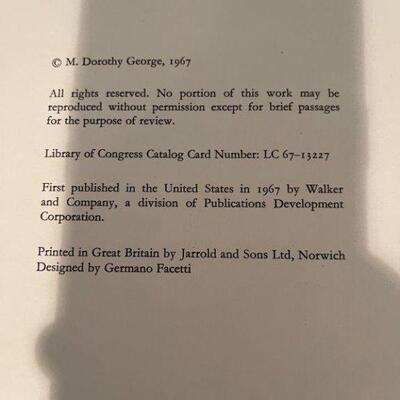 © M. Dorothy George, 1967
All rights reserved. No portion of this work may be
reproduced without permission except for brief passages
for the purpose of review.
Library of Congress Catalog Card Number: LC 67–13227
First published in the United States in 1967 by Walker
and Company, a division of Publications Development
Corporation.
Printed in Great Britain by Jarrold and Sons Ltd, Norwich
Designed by Germano Facetti